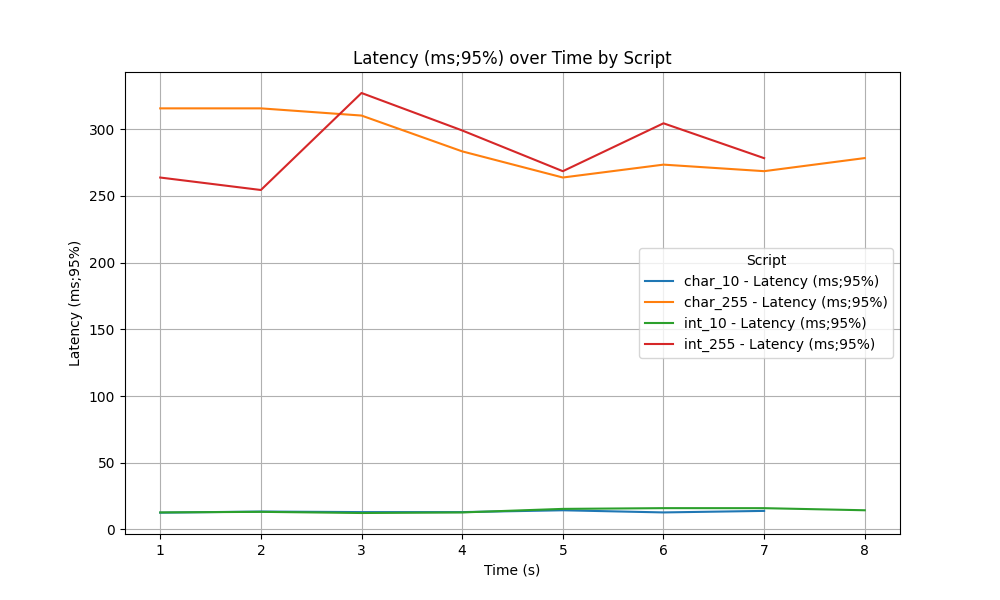 Latency (ms;95%) over Time by Script
Latency (ms;95%)
300
250
200
150
100
50
0
Script
char_10 - Latency (ms;95%)
char_255 - Latency (ms;95%)
int_10 - Latency (ms;95%)
int_255 - Latency (ms;95%)
1 2 3 4 5 6 7 8
Time (s)